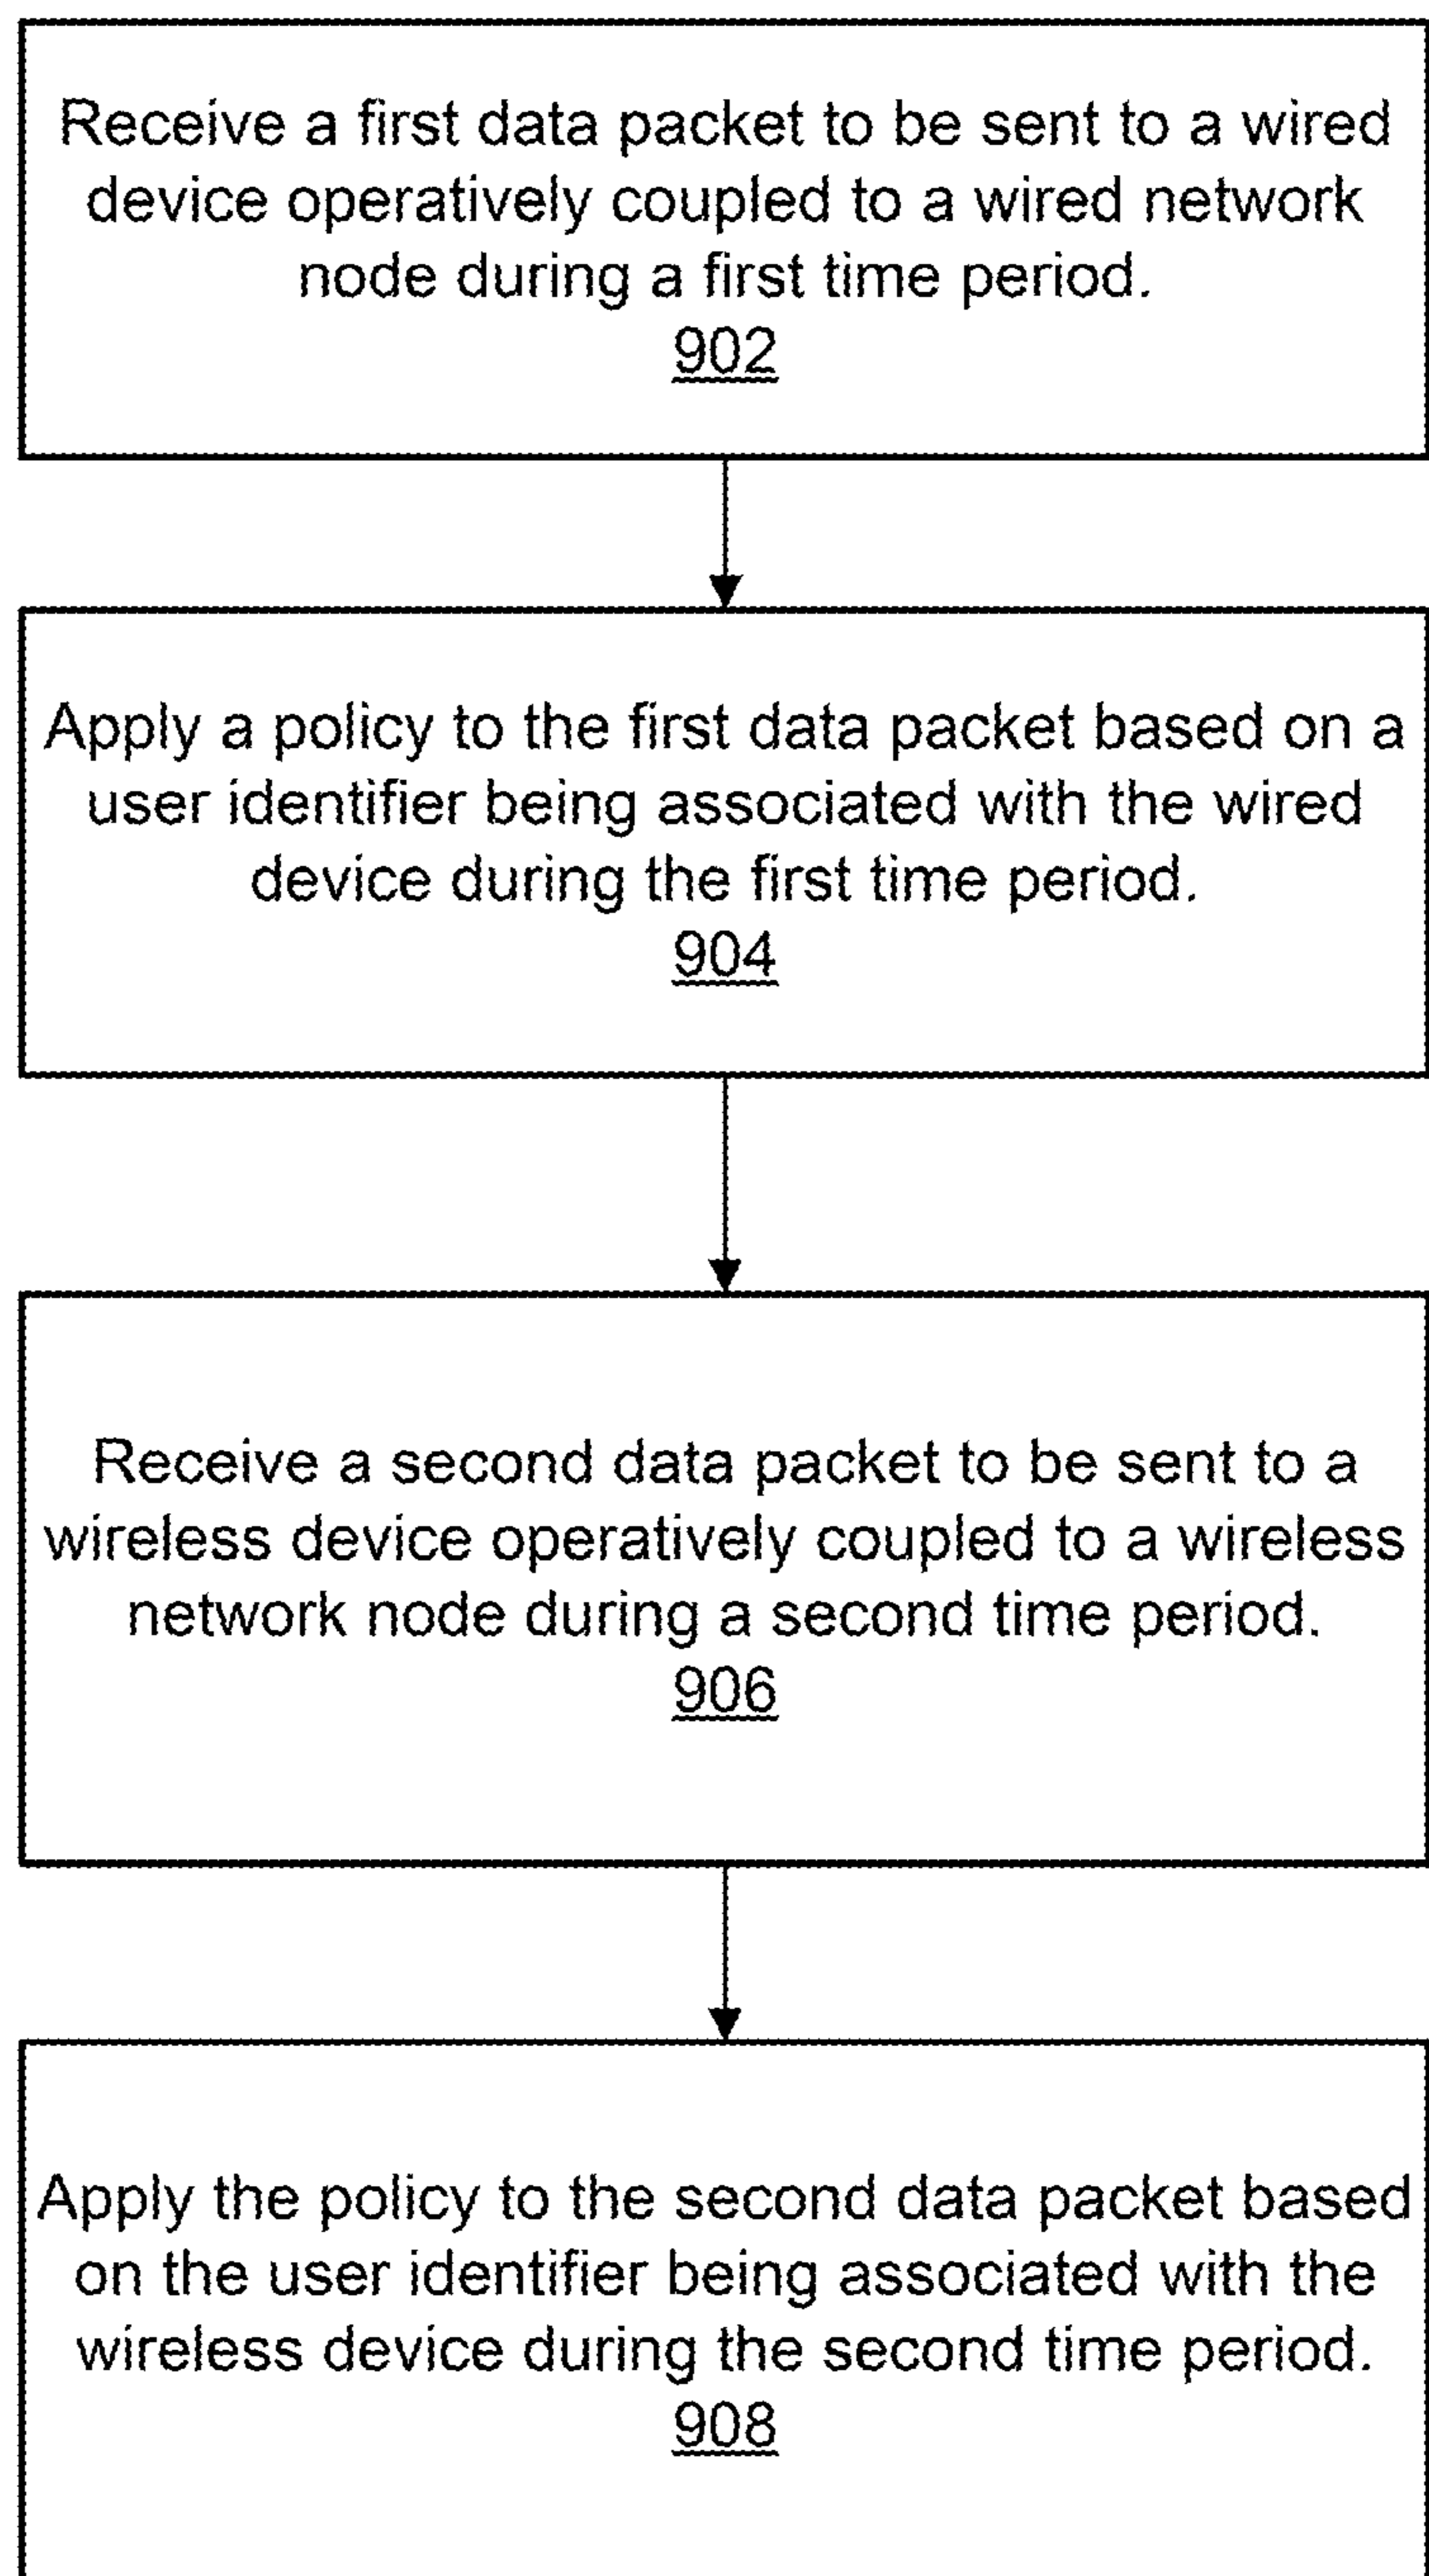 Receive a first data packet to be sent to a wired
device operatively coupled to a wired network
node during a first time period.
902
Apply a policy to the first data packet based on a
user identifier being associated with the wired
device during the first time period.
904
Receive a second data packet to be sent to a
wireless device operatively coupled to a wireless
network node during a second time period.
906
Apply the policy to the second data packet based
on the user identifier being associated with the
wireless device during the second time period.
908